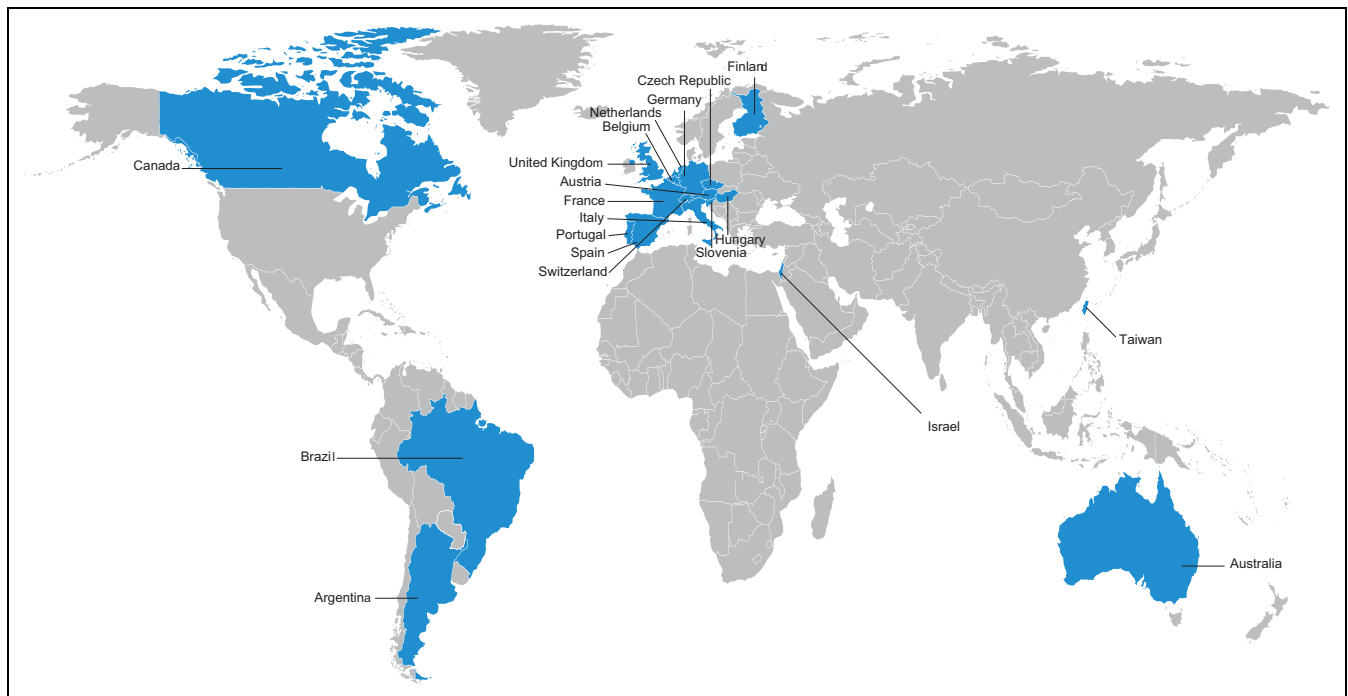 Finland
Czech Republic
Germany
Netherlands
Belgium
United Kingdom
Canada
Austria
France
Italy
Portugal
Hungary
Spain
Slovenia
Switzerland
Taiwan
Israel
Brazil
Australia
Argentina